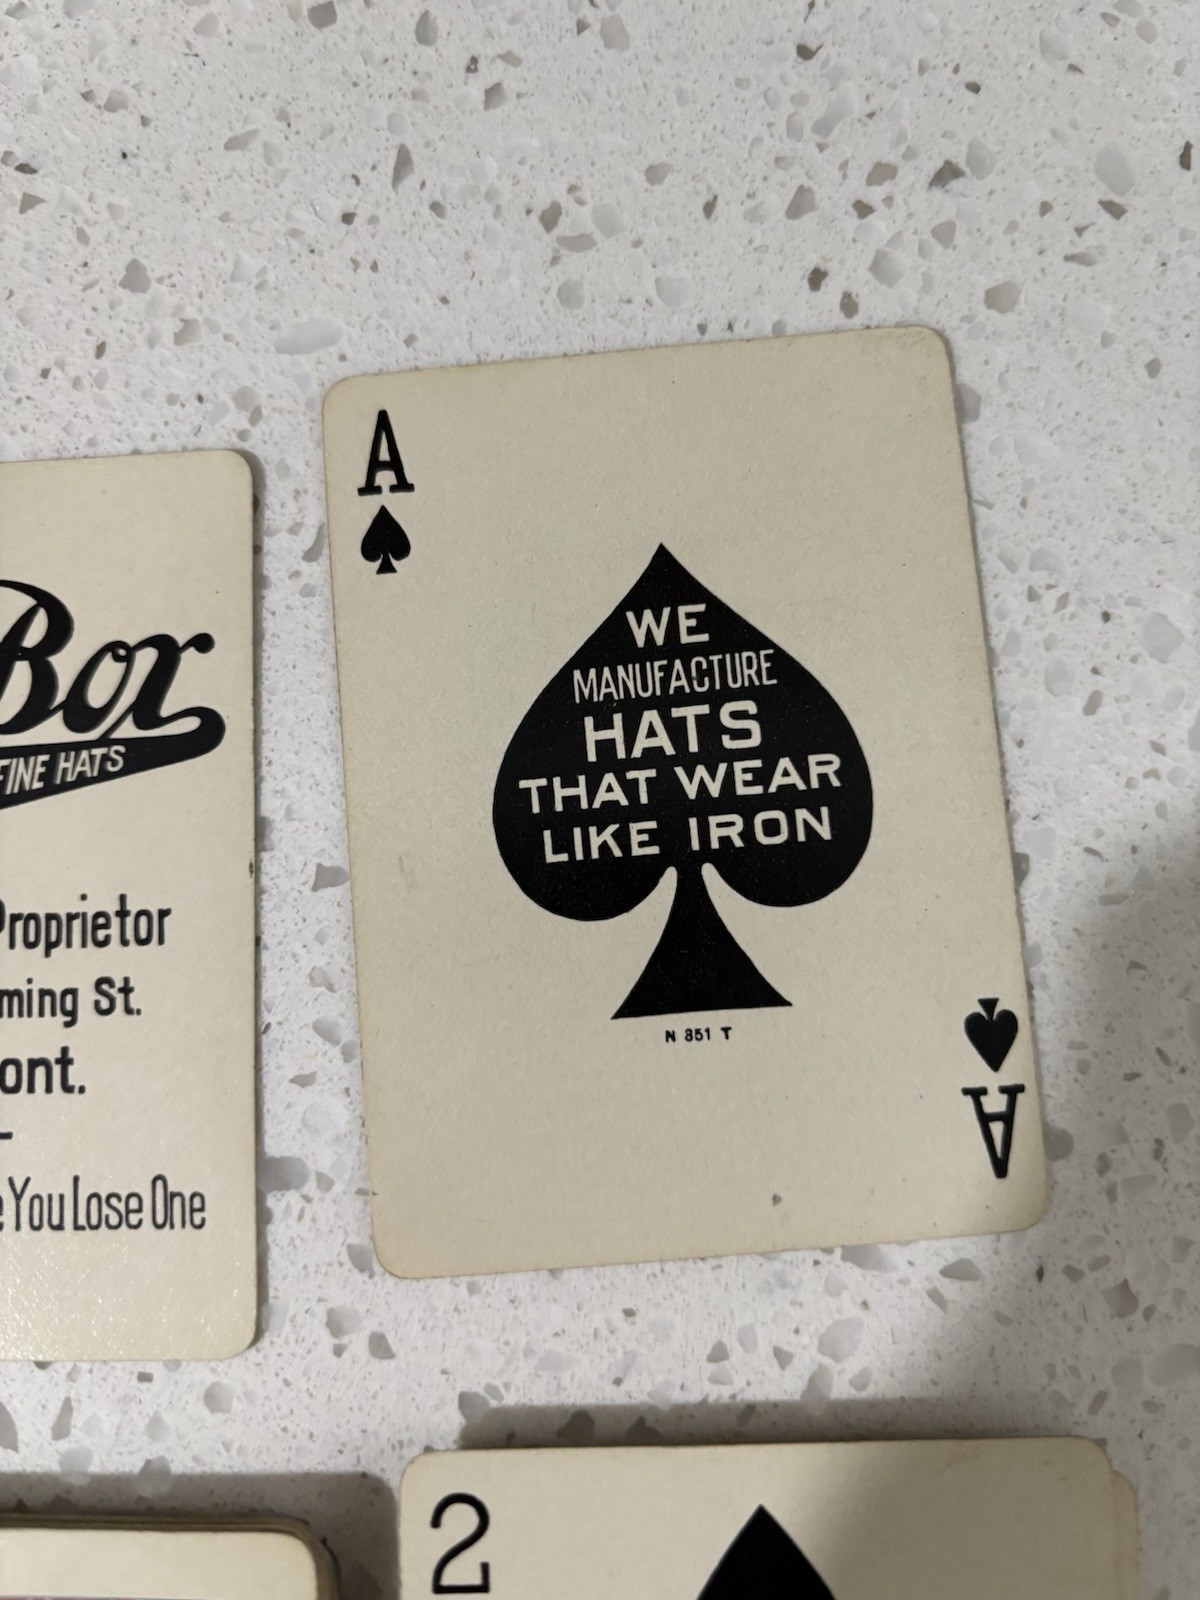 Box
FINE HATS
Proprietor
ming St.
ont.
e You Lose One
A
WE
MANUFACTURE
HATS
THAT WEAR
LIKE IRON
N 351 T
A
2